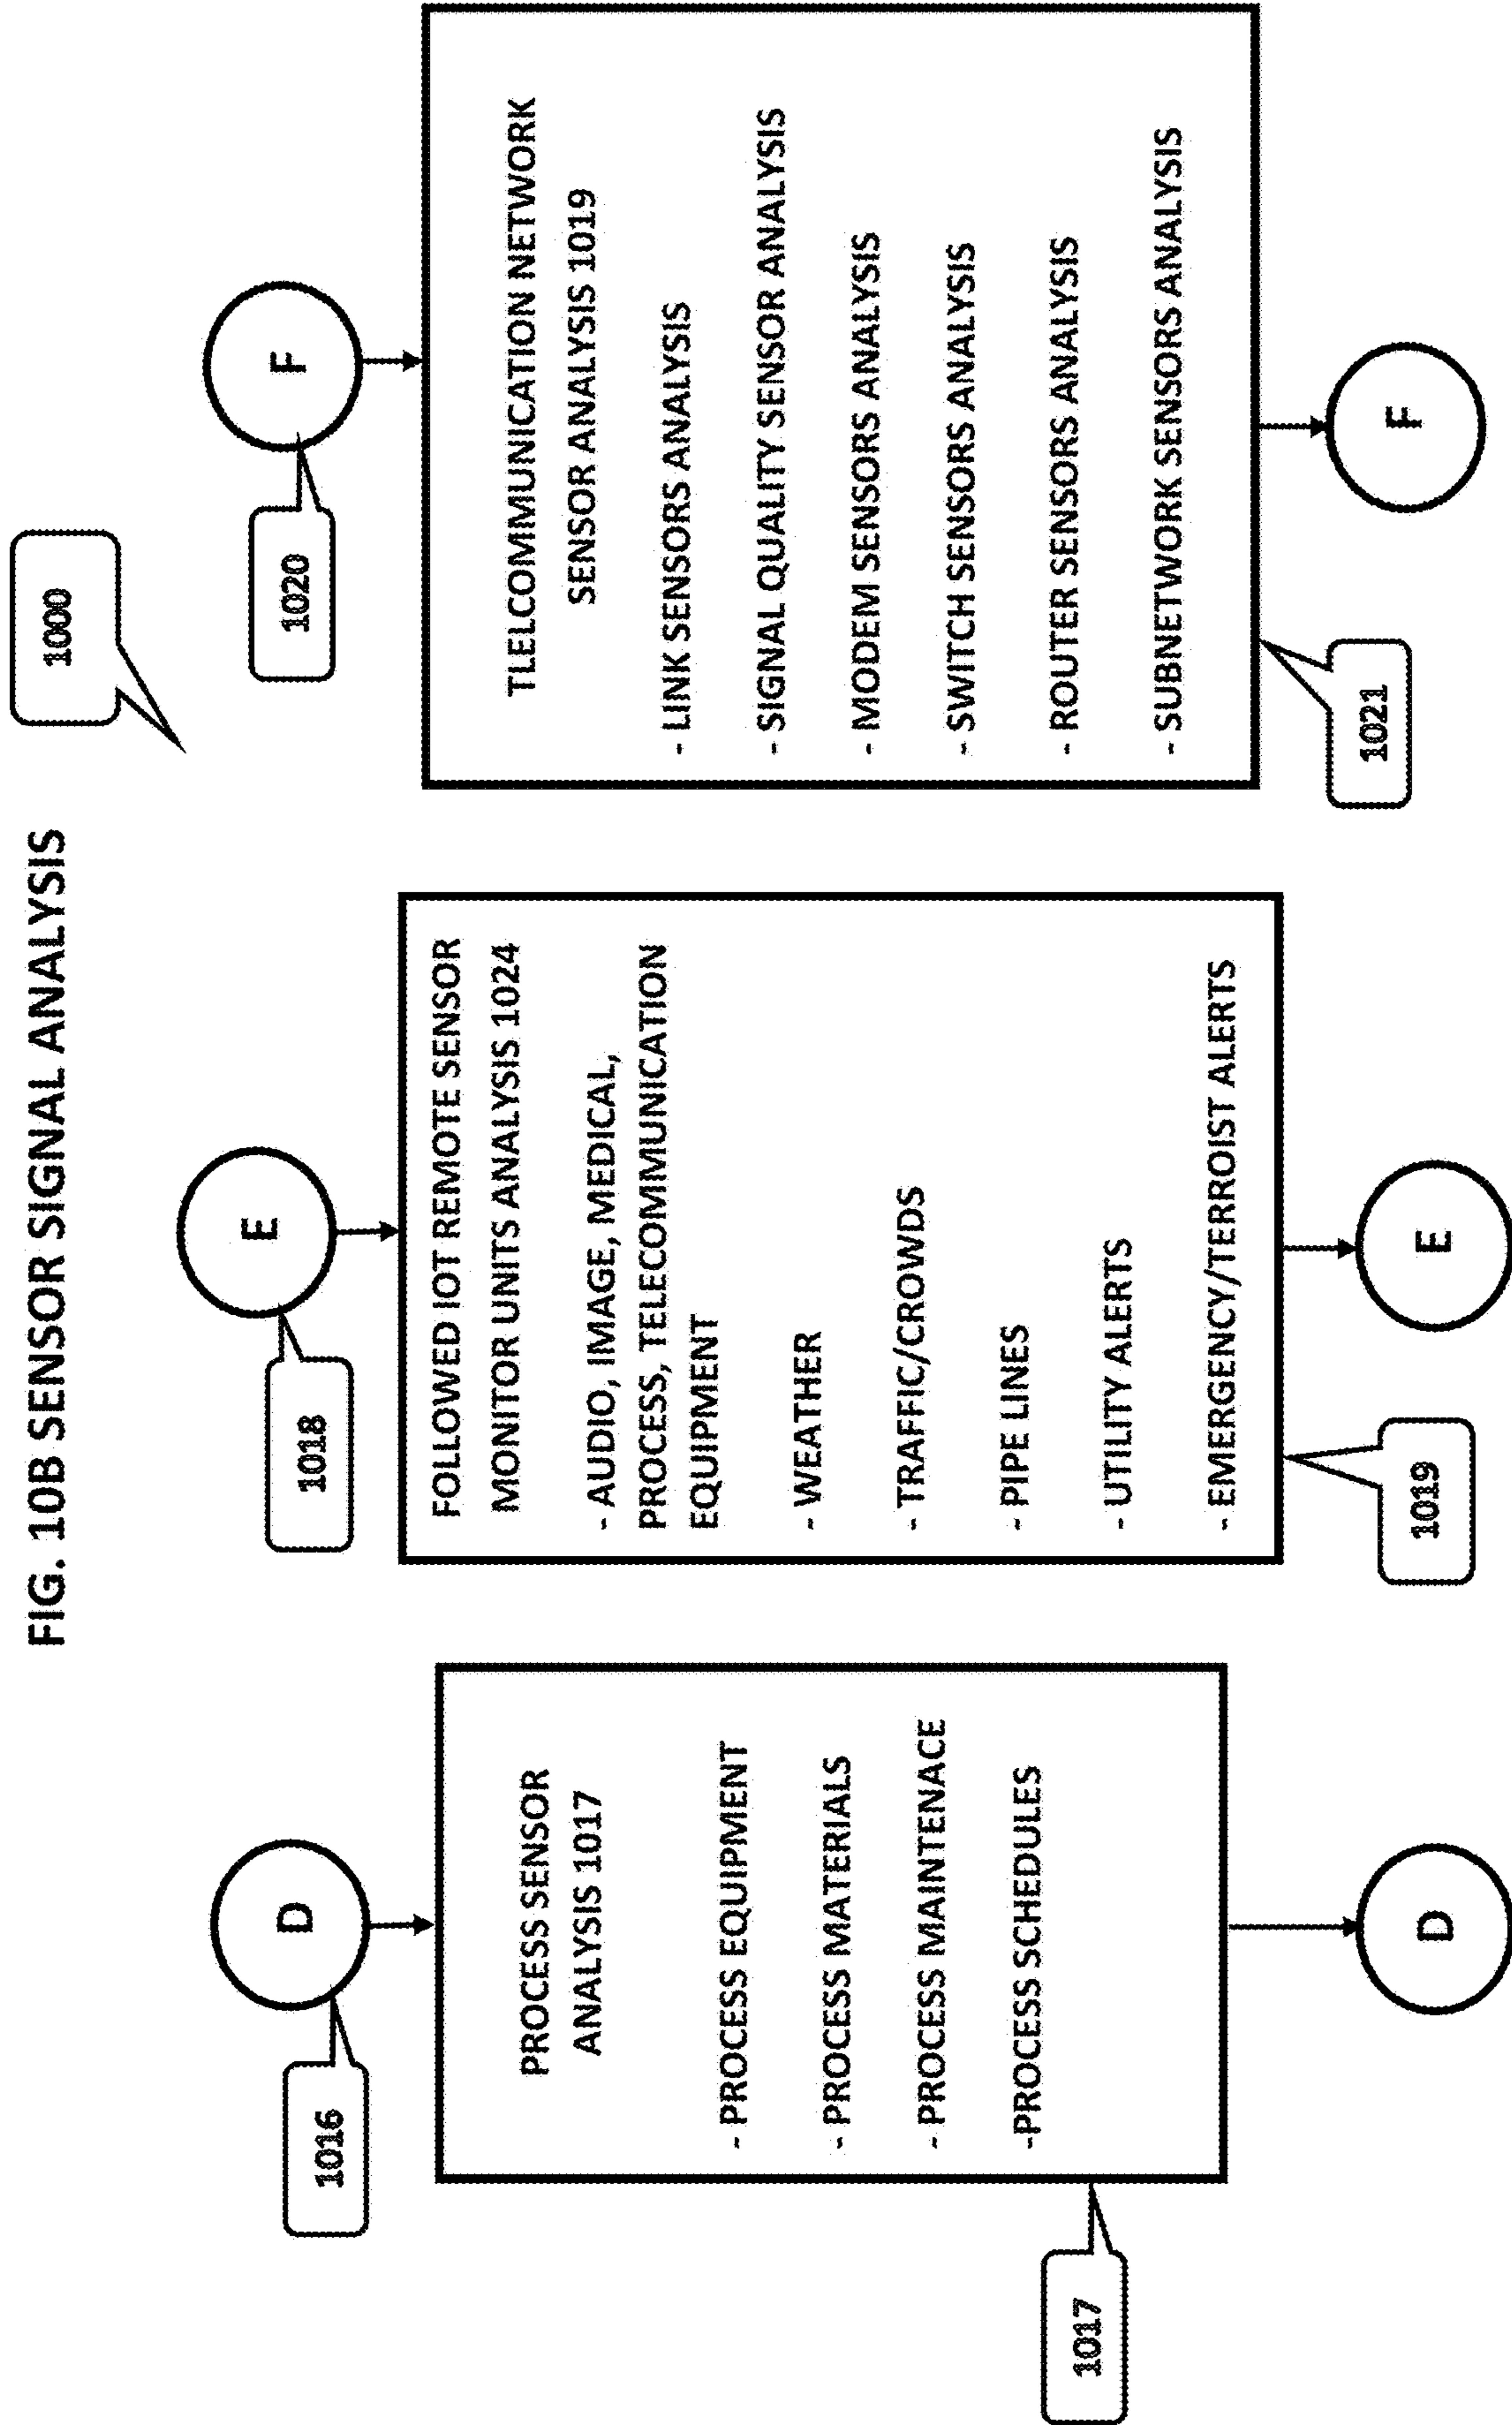 FIG. 10B SENSOR SIGNAL ANALYSIS
1000
D
1016
PROCESS SENSOR
ANALYSIS 1017
- PROCESS EQUIPMENT
- PROCESS MATERIALS
- PROCESS MAINTENACE
-PROCESS SCHEDULES
1017
D
E
1018
FOLLOWED IOT REMOTE SENSOR
MONITOR UNITS ANALYSIS 1024
- AUDIO, IMAGE, MEDICAL,
PROCESS, TELECOMMUNICATION
EQUIPMENT
- WEATHER
- TRAFFIC/CROWDS
- PIPE LINES
- UTILITY ALERTS
- EMERGENCY/TERROIST ALERTS
1019
E
F
1020
TLELCOMMUNICATION NETWORK
SENSOR ANALYSIS 1019
- LINK SENSORS ANALYSIS
- SIGNAL QUALITY SENSOR ANALYSIS
- MODEM SENSORS ANALYSIS
- SWITCH SENSORS ANALYSIS
- ROUTER SENSORS ANALYSIS
- SUBNETWORK SENSORS ANALYSIS
1021
F